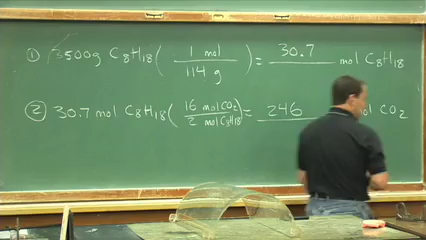 ① 3500g C₈H₁₈ ( 1 mol / 114 g ) = 30.7 mol C₈H₁₈
② 30.7 mol C₈H₁₈ ( 16 mol CO₂ / 2 mol C₈H₁₈ ) = 246 ol CO₂